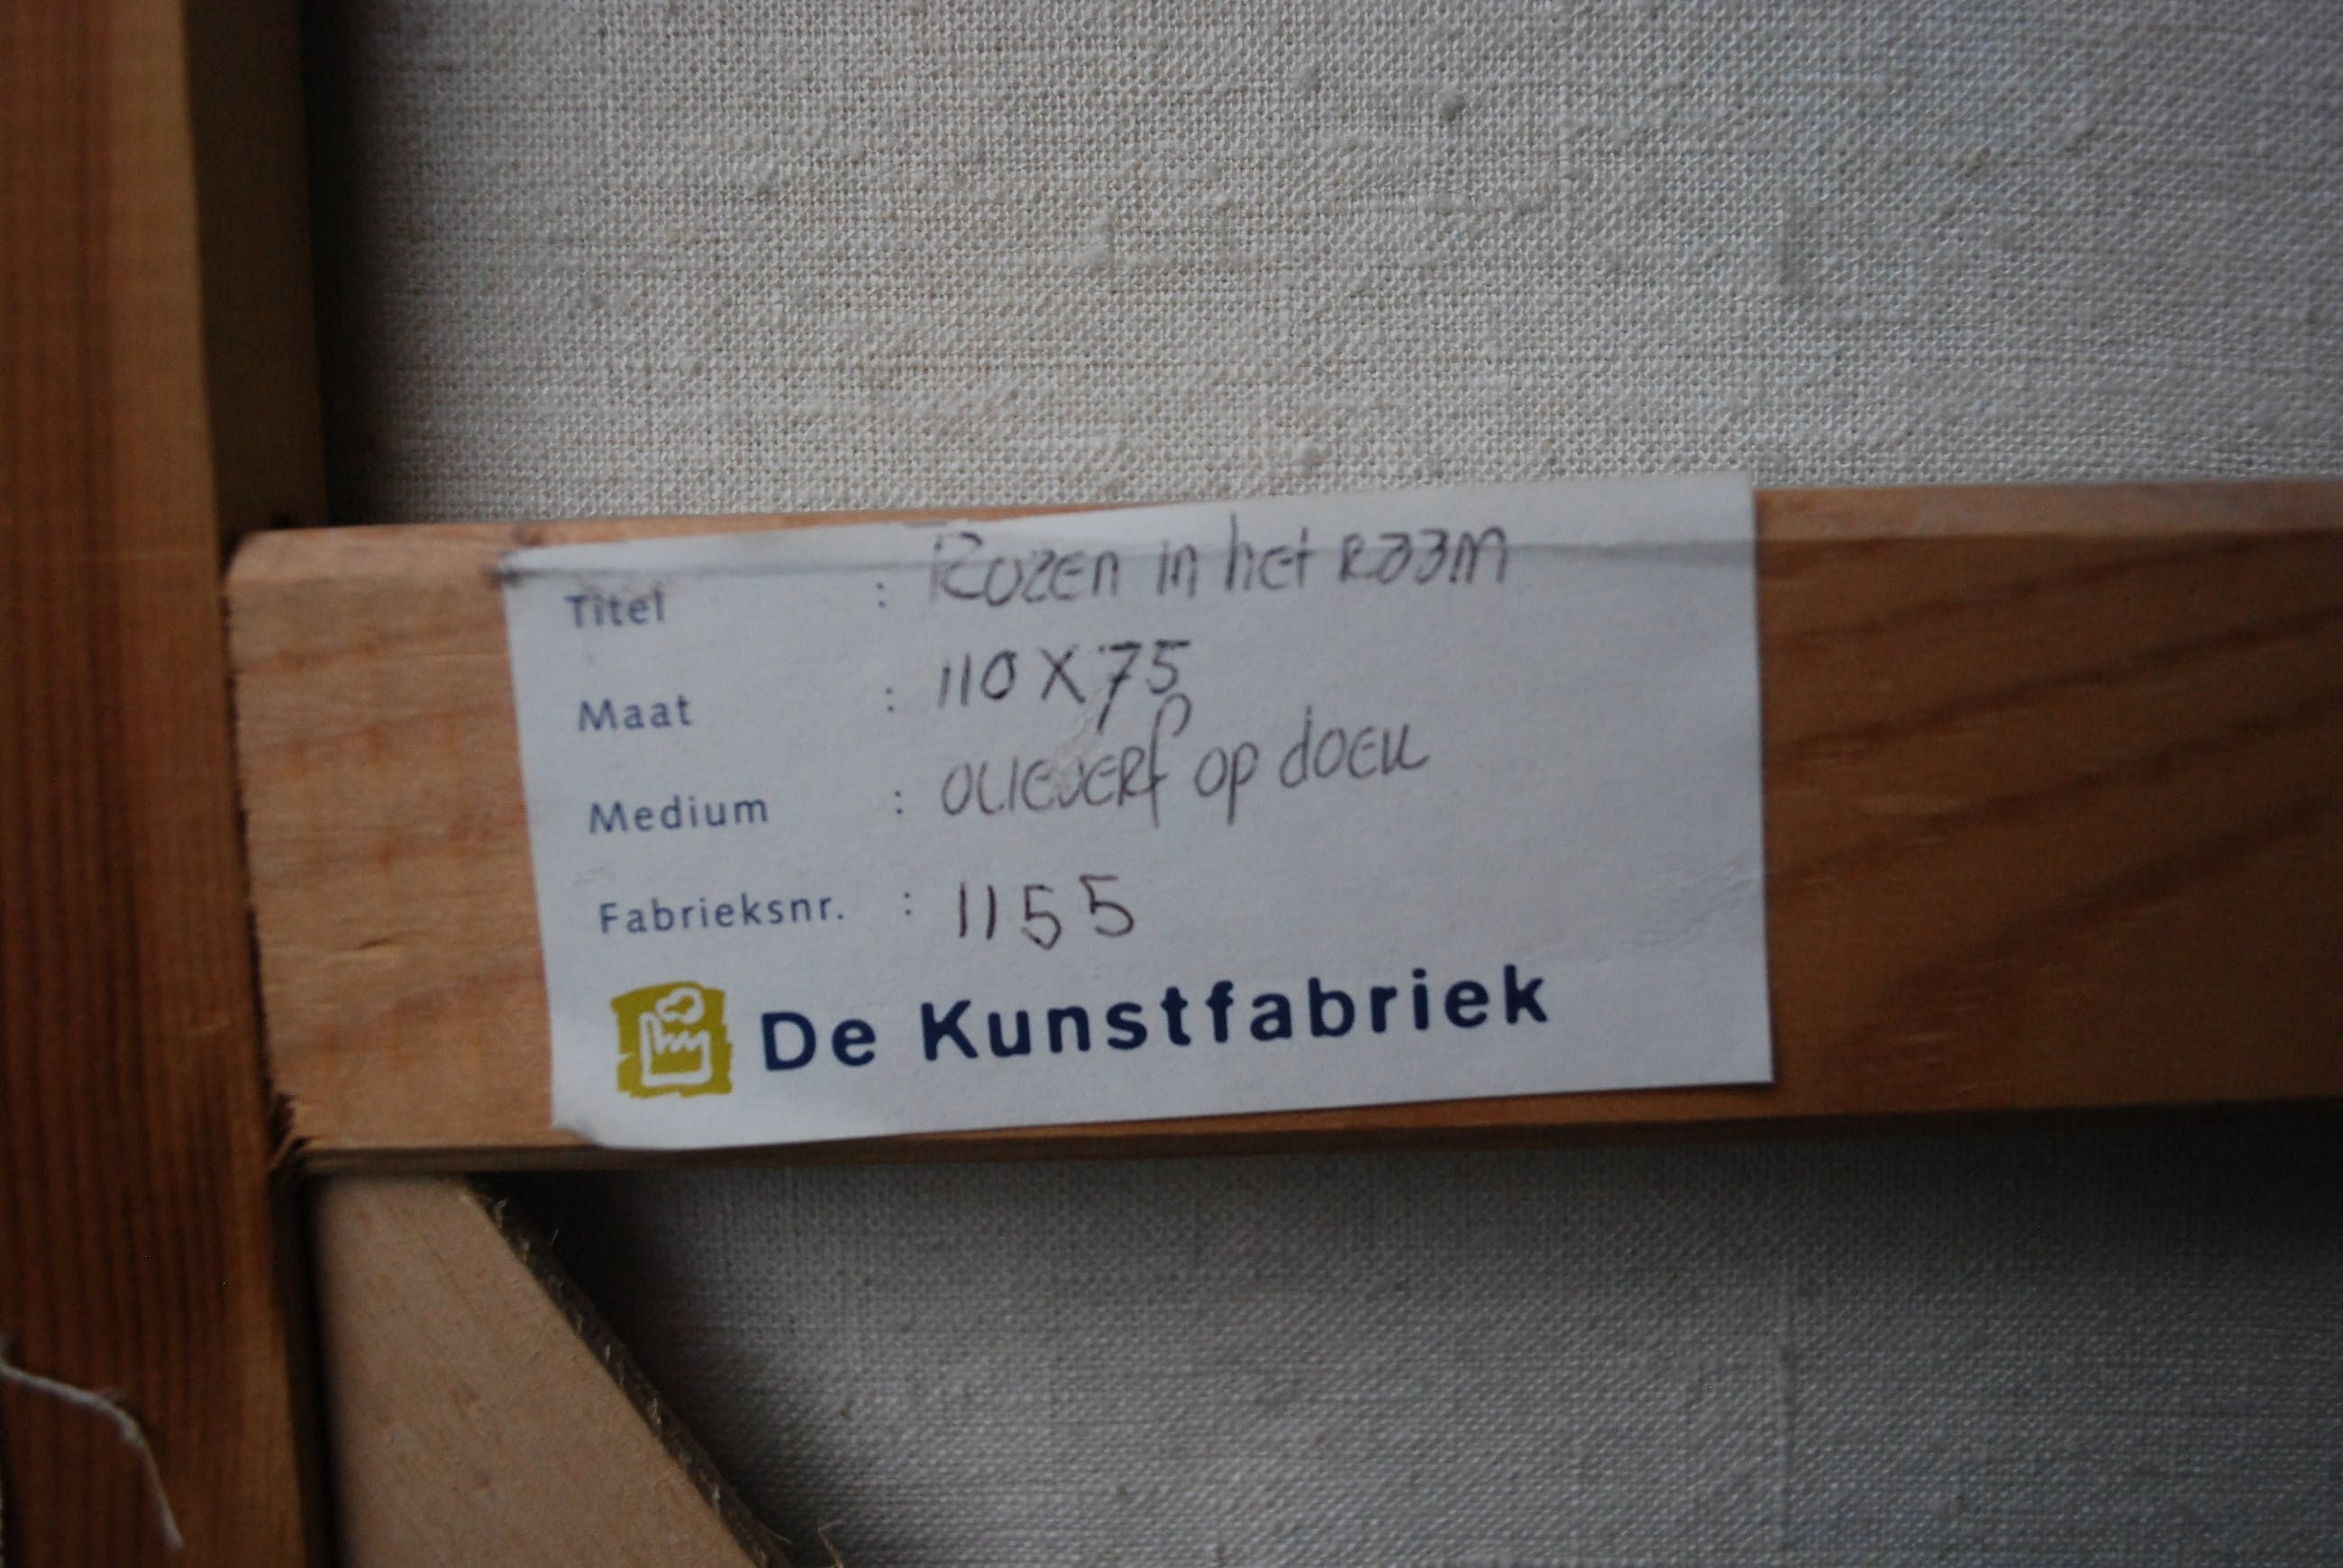 Titel : Rozen in het Raam
Maat : 110 X 75
Medium : olieverf op doek
Fabrieksnr. : 1155
De Kunstfabriek